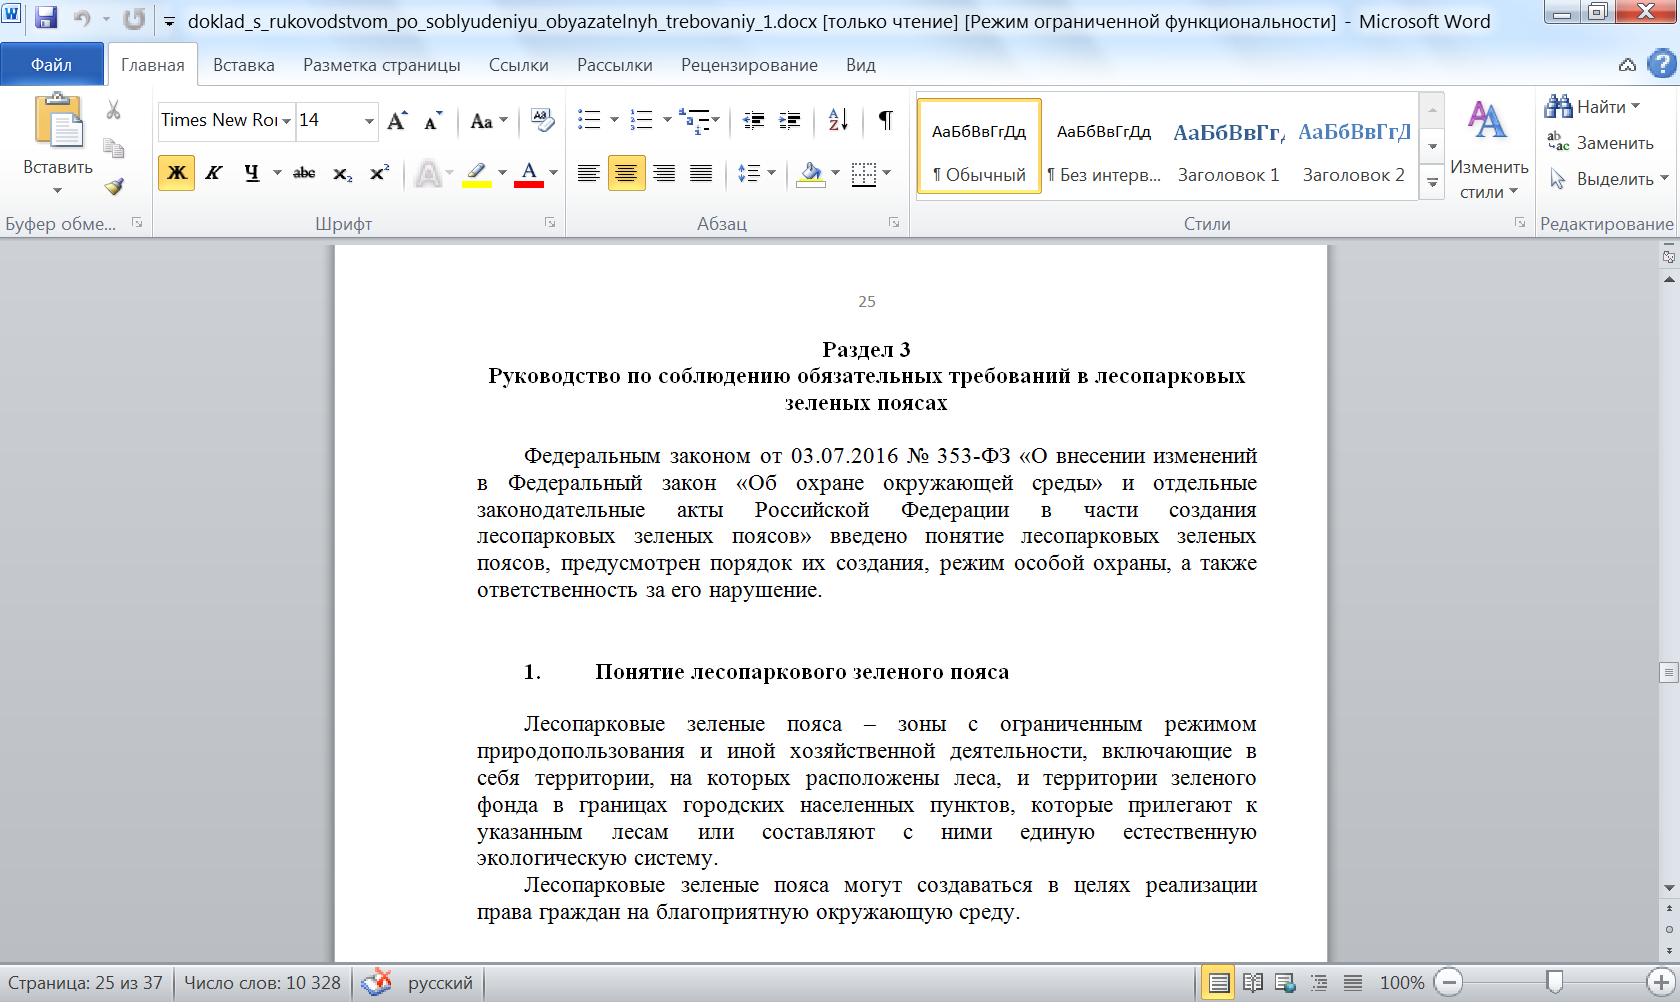 doklad_s_rukovodstvom_po_soblyudeniyu_obyazatelnyh_trebovaniy_1.docx [только чтение] [Режим ограниченной функциональности] - Microsoft Word
Файл Главная Вставка Разметка страницы Ссылки Рассылки Рецензирование Вид
Вставить
Буфер обме...
Times New Roi 14
Ж К Ч abc x₂ x²
Шрифт
Абзац
АаБбВвГгДд АаБбВвГгДд АаБбВвГг, АаБбВвГгД
¶ Обычный ¶ Без интерв... Заголовок 1 Заголовок 2
Стили
Изменить
стили
Найти
Заменить
Выделить
Редактирование
25
Раздел 3
Руководство по соблюдению обязательных требований в лесопарковых
зеленых поясах
Федеральным законом от 03.07.2016 № 353-ФЗ «О внесении изменений
в Федеральный закон «Об охране окружающей среды» и отдельные
законодательные акты Российской Федерации в части создания
лесопарковых зеленых поясов» введено понятие лесопарковых зеленых
поясов, предусмотрен порядок их создания, режим особой охраны, а также
ответственность за его нарушение.
1. Понятие лесопаркового зеленого пояса
Лесопарковые зеленые пояса – зоны с ограниченным режимом
природопользования и иной хозяйственной деятельности, включающие в
себя территории, на которых расположены леса, и территории зеленого
фонда в границах городских населенных пунктов, которые прилегают к
указанным лесам или составляют с ними единую естественную
экологическую систему.
Лесопарковые зеленые пояса могут создаваться в целях реализации
права граждан на благоприятную окружающую среду.
Страница: 25 из 37 Число слов: 10 328 русский 100%